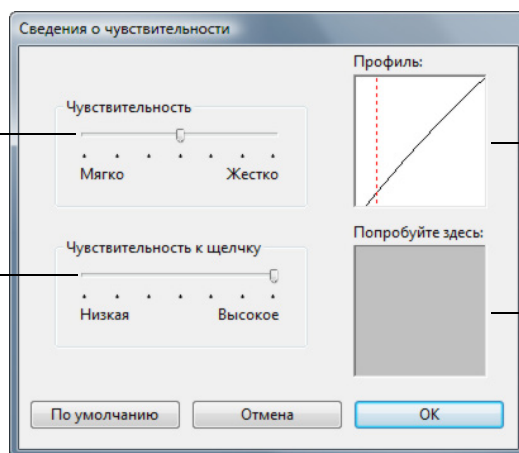 Сведения о чувствительности
Профиль:
Чувствительность
Мягко Жестко
Попробуйте здесь:
Чувствительность к щелчку
Низкая Высокое
По умолчанию Отмена OK